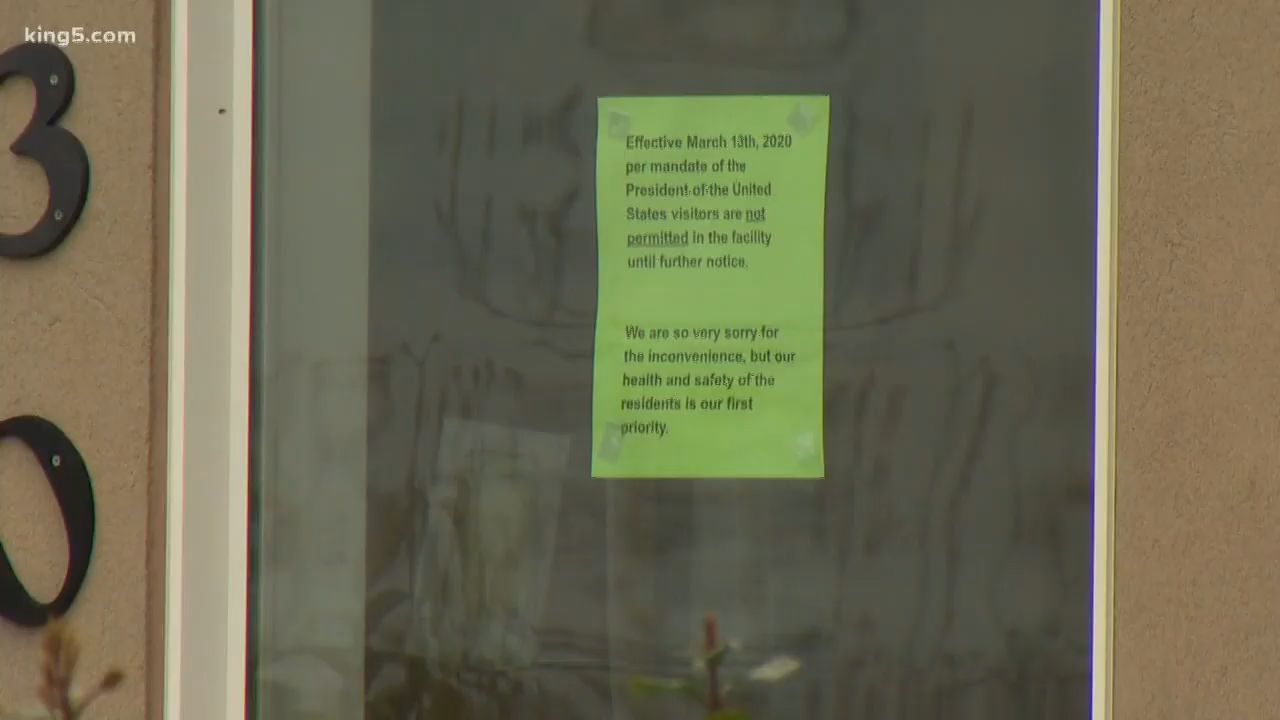 king5.com
3
0
Effective March 13th, 2020
per mandate of the
President of the United
States visitors are not
permitted in the facility
until further notice.
We are so very sorry for
the inconvenience, but our
health and safety of the
residents is our first
priority.